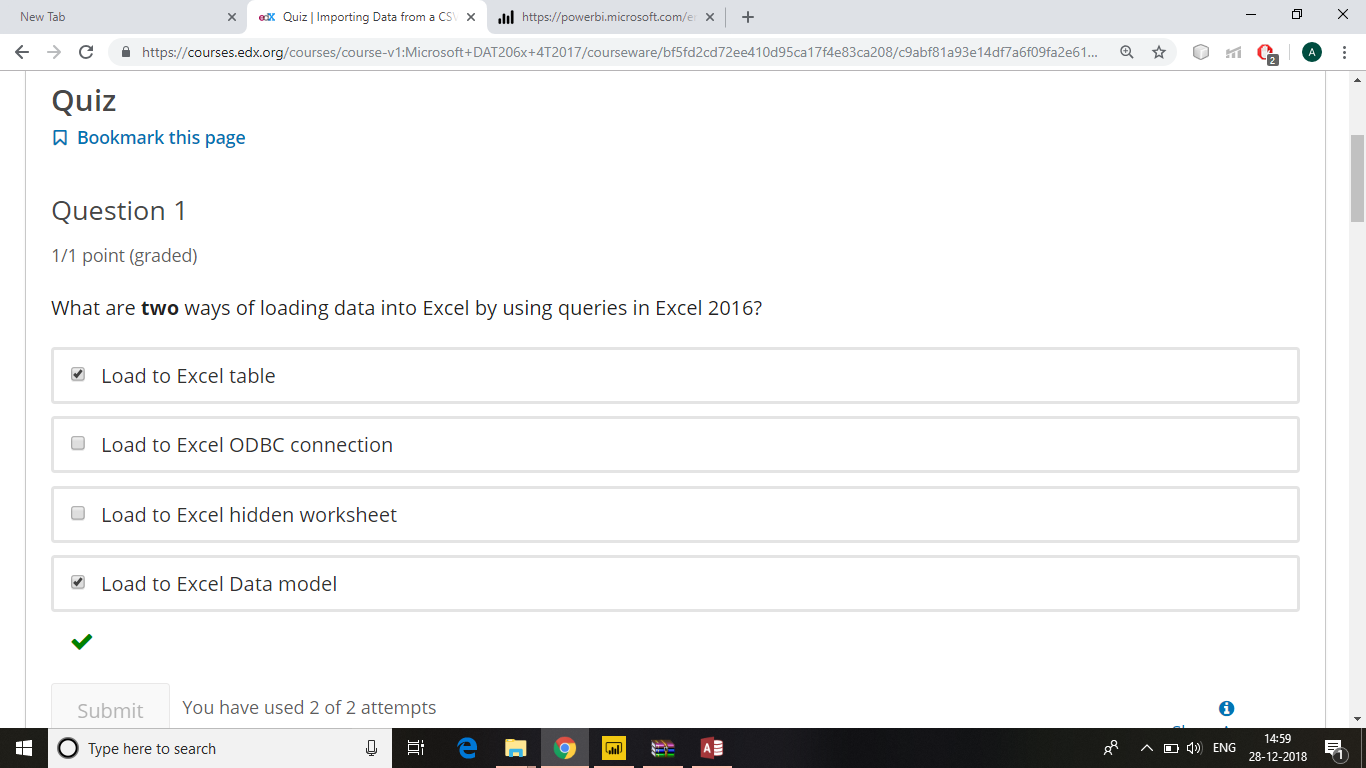 New Tab
edX Quiz | Importing Data from a CSV
https://powerbi.microsoft.com/e
https://courses.edx.org/courses/course-v1:Microsoft+DAT206x+4T2017/courseware/bf5fd2cd72ee410d95ca17f4e83ca208/c9abf81a93e14df7a6f09fa2e61...
2
A
Quiz
Bookmark this page
Question 1
1/1 point (graded)
What are two ways of loading data into Excel by using queries in Excel 2016?
Load to Excel table
Load to Excel ODBC connection
Load to Excel hidden worksheet
Load to Excel Data model
Submit
You have used 2 of 2 attempts
Type here to search
ENG
14:59
28-12-2018
1